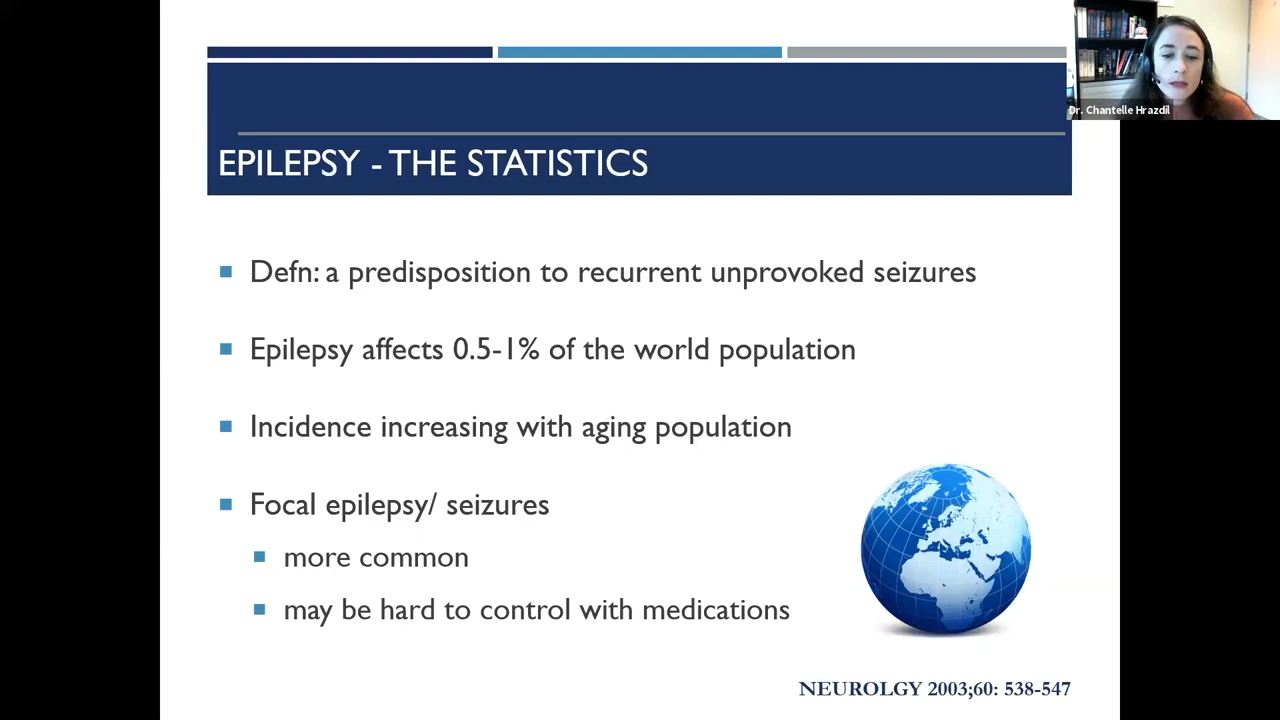 Dr. Chantelle Hrazdil
EPILEPSY - THE STATISTICS
Defn: a predisposition to recurrent unprovoked seizures
Epilepsy affects 0.5-1% of the world population
Incidence increasing with aging population
Focal epilepsy/ seizures
more common
may be hard to control with medications
NEUROLGY 2003;60: 538-547